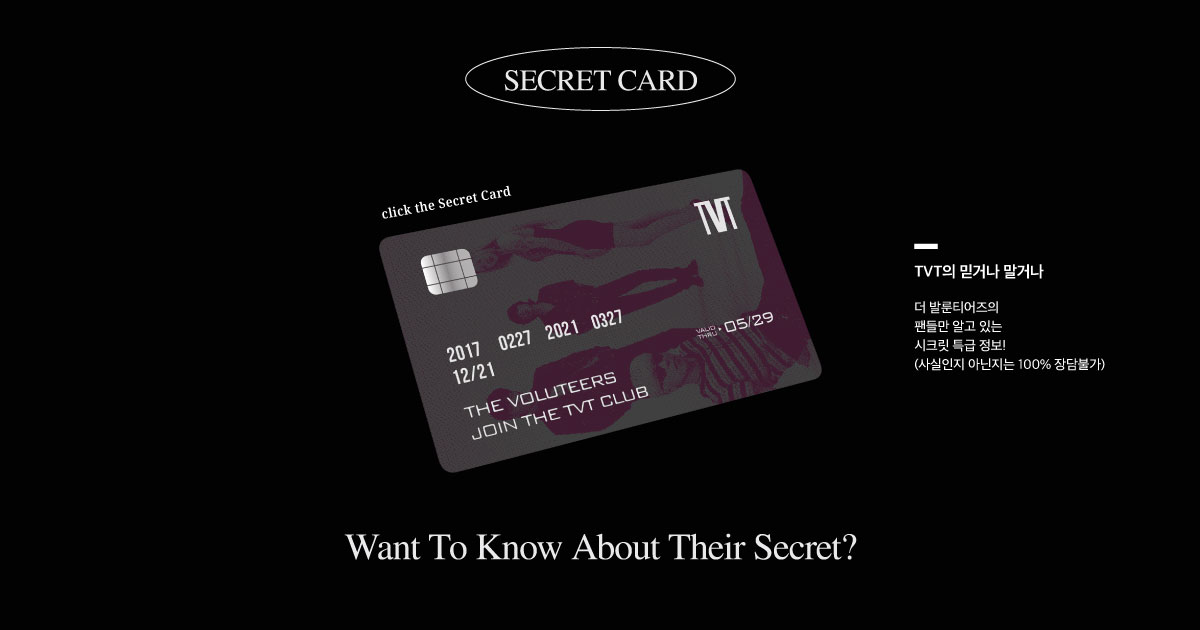 SECRET CARD
click the Secret Card
TVT
2017 0227 2021 0327
12/21
VALID THRU 05/29
THE VOLUTEERS
JOIN THE TVT CLUB
TVT의 믿거나 말거나
더 발룬티어즈의
팬들만 알고 있는
시크릿 특급 정보!
(사실인지 아닌지는 100% 장담불가)
Want To Know About Their Secret?